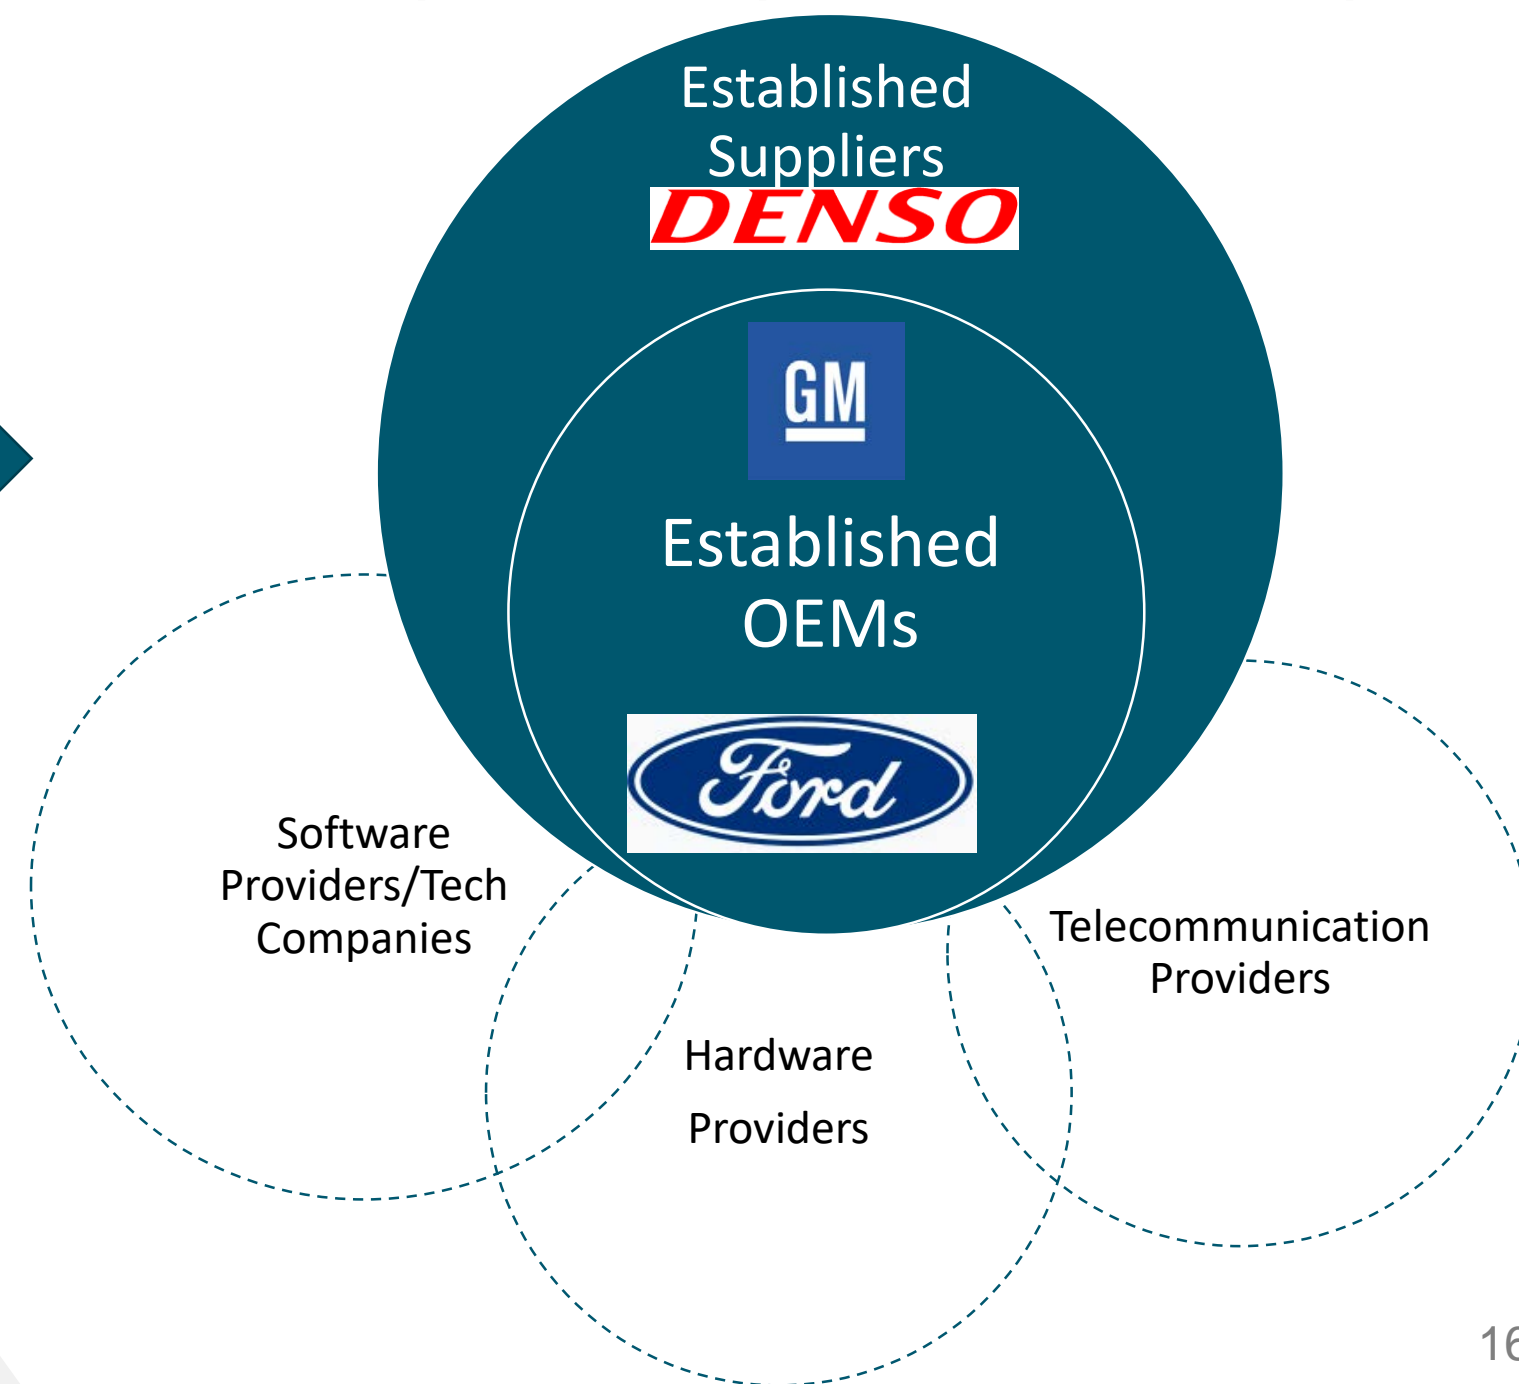 Established
Suppliers
DENSO
GM
Established
OEMs
Ford
Software
Providers/Tech
Companies
Telecommunication
Providers
Hardware
Providers
16